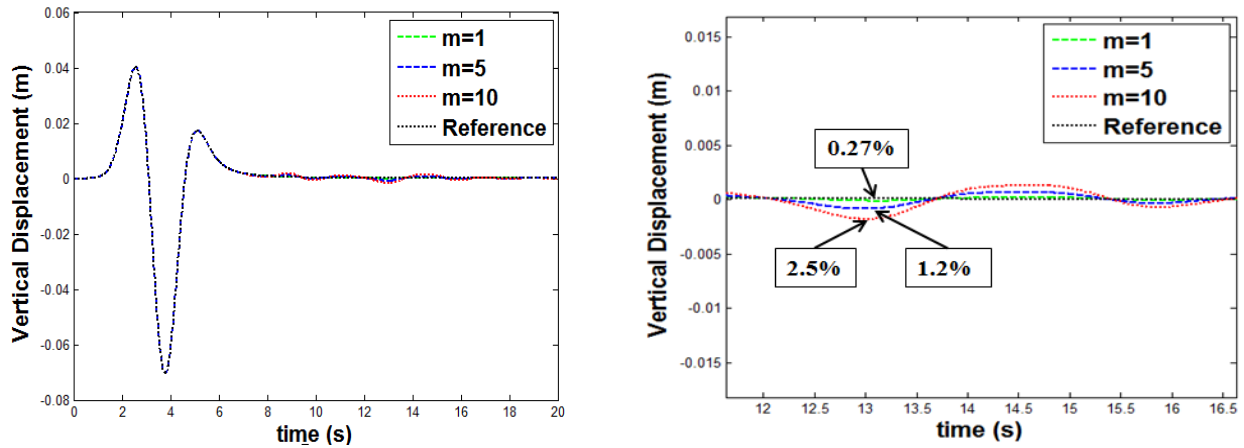 0.06
0.04
0.02
0
-0.02
-0.04
-0.06
-0.08
0 2 4 6 8 10 12 14 16 18 20
Vertical Displacement (m)
time (s)
m=1
m=5
m=10
Reference
0.015
0.01
0.005
0
-0.005
-0.01
-0.015
12 12.5 13 13.5 14 14.5 15 15.5 16 16.5
Vertical Displacement (m)
time (s)
m=1
m=5
m=10
Reference
0.27%
2.5%
1.2%